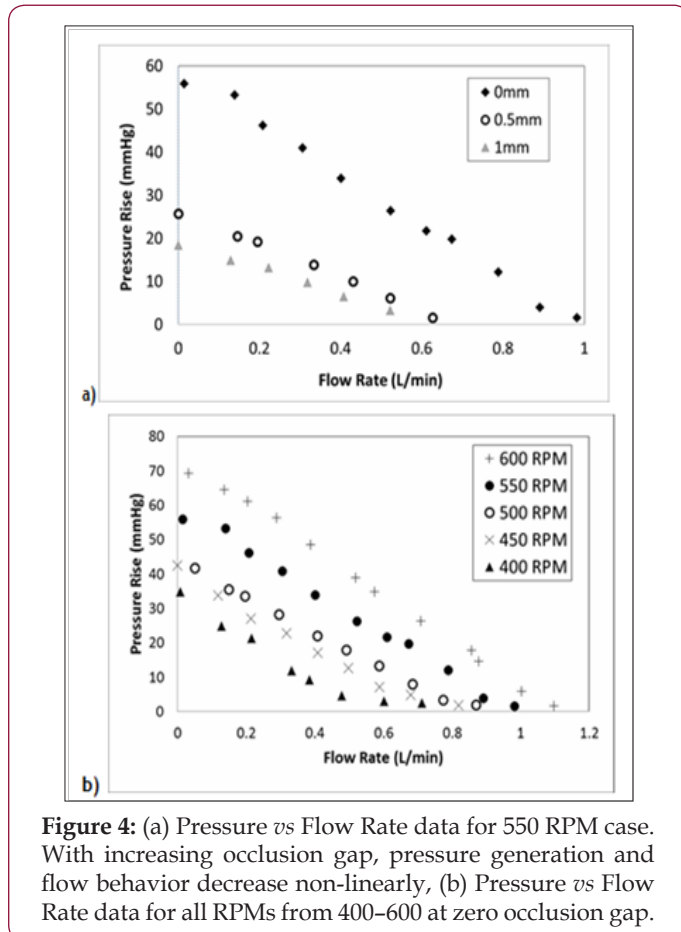 60
50
40
30
20
10
0
Pressure Rise (mmHg)
0mm
0.5mm
1mm
0 0.2 0.4 0.6 0.8 1
Flow Rate (L/min)
a)
80
70
60
50
40
30
20
10
0
Pressure Rise (mmHg)
600 RPM
550 RPM
500 RPM
450 RPM
400 RPM
0 0.2 0.4 0.6 0.8 1 1.2
Flow Rate (L/min)
b)
Figure 4: (a) Pressure vs Flow Rate data for 550 RPM case.
With increasing occlusion gap, pressure generation and
flow behavior decrease non-linearly, (b) Pressure vs Flow
Rate data for all RPMs from 400–600 at zero occlusion gap.